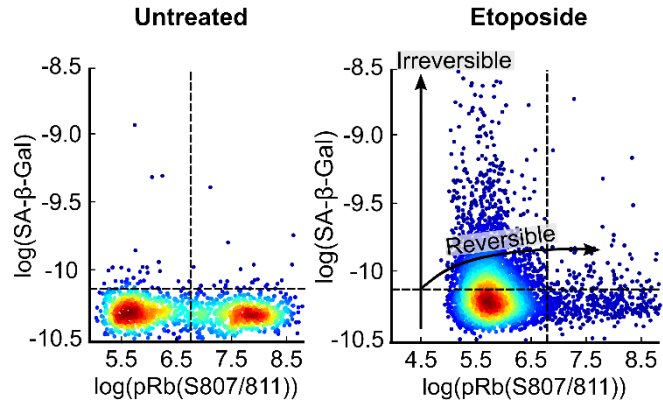 Untreated
Etoposide
log(SA-β-Gal)
-8.5
-9.0
-9.5
-10
-10.5
5.5 6.5 7.5 8.5
log(pRb(S807/811))
log(SA-β-Gal)
-8.5
-9.0
-9.5
-10
-10.5
Irreversible
Reversible
4.5 5.5 6.5 7.5 8.5
log(pRb(S807/811))